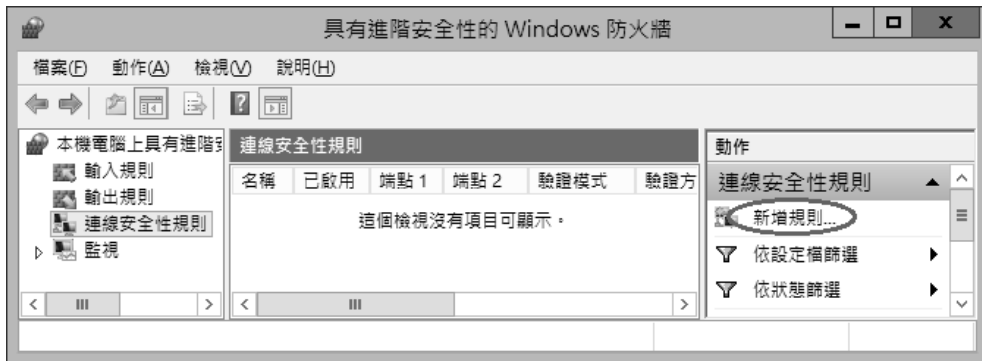 具有進階安全性的 Windows 防火牆
檔案(F) 動作(A) 檢視(V) 說明(H)
本機電腦上具有進階安
輸入規則
輸出規則
連線安全性規則
監視
連線安全性規則
名稱 已啟用 端點 1 端點 2 驗證模式 驗證方
這個檢視沒有項目可顯示。
動作
連線安全性規則
新增規則...
依設定檔篩選
依狀態篩選